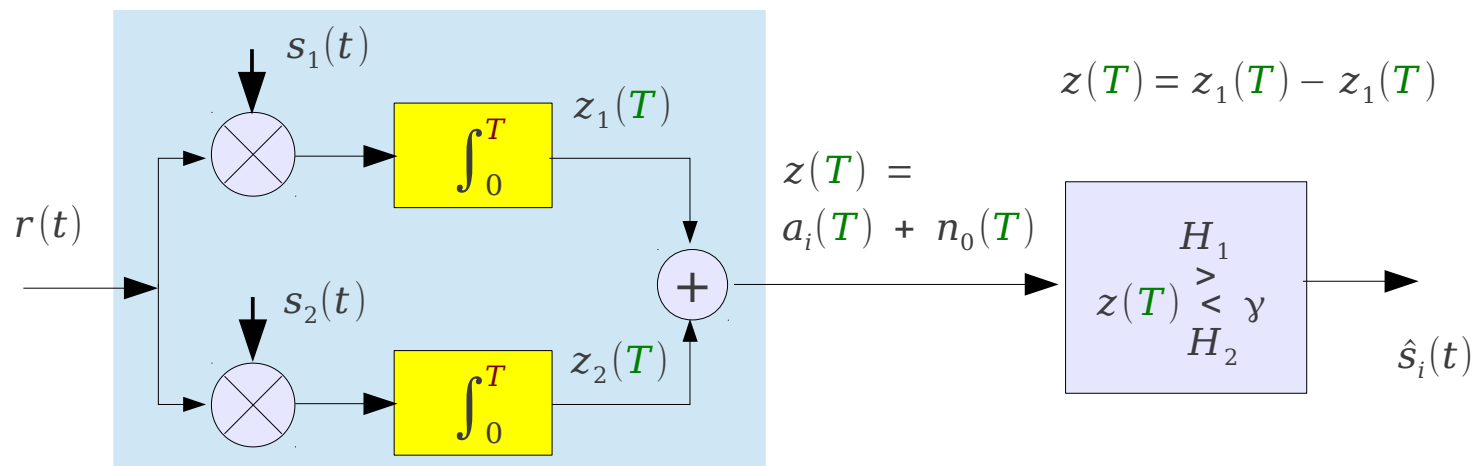 s₁(t)
z(T) = z₁(T) − z₁(T)
z₁(T)
∫₀ᵀ
r(t)
z(T) =
aᵢ(T) + n₀(T)
+
s₂(t)
z₂(T)
∫₀ᵀ
H₁
>
z(T) < γ
H₂
ŝᵢ(t)